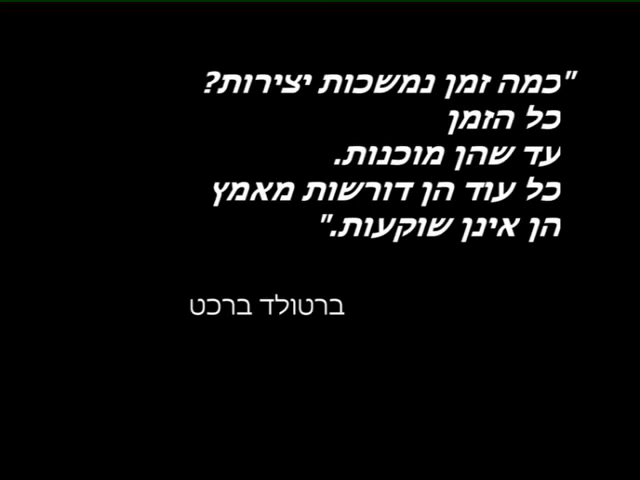 "כמה זמן נמשכות יצירות?
כל הזמן
עד שהן מוכנות.
כל עוד הן דורשות מאמץ
הן אינן שוקעות."
ברטולד ברכט